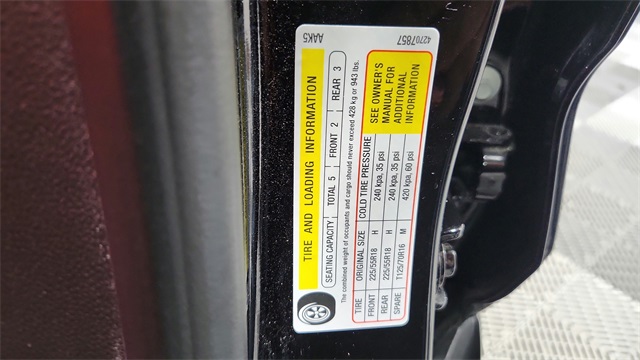 AAK5 42707857
TIRE AND LOADING INFORMATION
SEATING CAPACITY TOTAL 5 FRONT 2 REAR 3
The combined weight of occupants and cargo should never exceed 428 kg or 943 lbs.
TIRE ORIGINAL SIZE COLD TIRE PRESSURE
FRONT 225/55R18 H 240 kpa, 35 psi
REAR 225/55R18 H 240 kpa, 35 psi
SPARE T125/70R16 M 420 kpa, 60 psi
SEE OWNER'S
MANUAL FOR
ADDITIONAL
INFORMATION